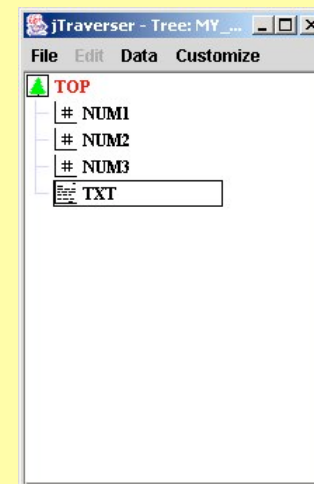 jTraverser - Tree: MY_...
File Edit Data Customize
TOP
# NUM1
# NUM2
# NUM3
TXT